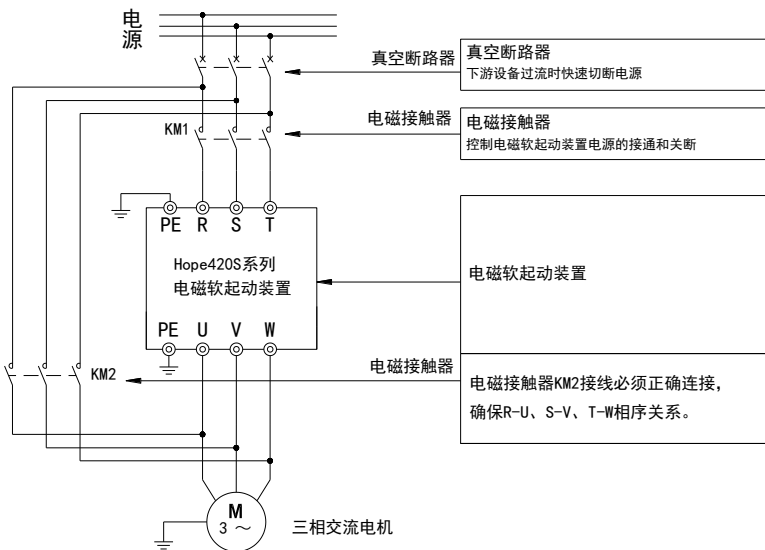 电
源
真空断路器
真空断路器
下游设备过流时快速切断电源
KM1
电磁接触器
电磁接触器
控制电磁软起动装置电源的接通和关断
PE R S T
Hope420S系列
电磁软起动装置
电磁软起动装置
PE U V W
KM2
电磁接触器
电磁接触器KM2接线必须正确连接,
确保R-U、S-V、T-W相序关系。
M
3 ～
三相交流电机